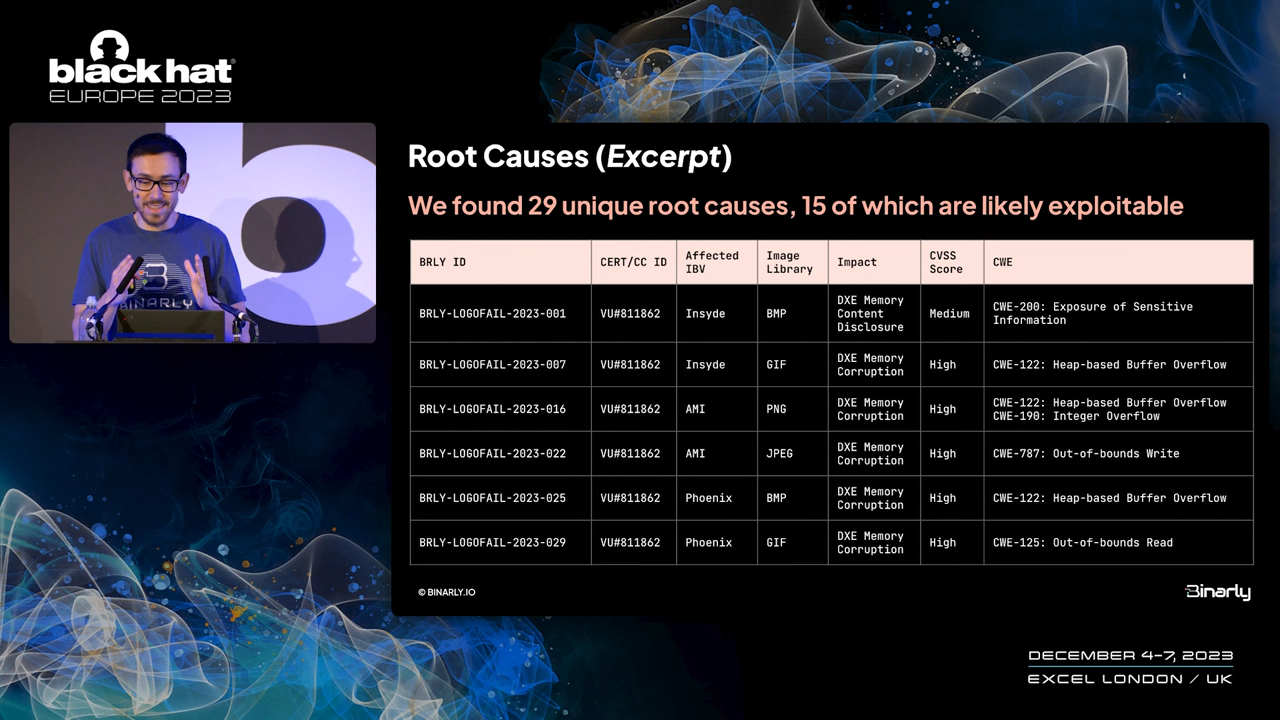 black hat
EUROPE 2023
BINARLY
Root Causes (Excerpt)
We found 29 unique root causes, 15 of which are likely exploitable
BRLY ID CERT/CC ID Affected IBV Image Library Impact CVSS Score CWE
BRLY-LOGOFAIL-2023-001 VU#811862 Insyde BMP DXE Memory Content Disclosure Medium CWE-200: Exposure of Sensitive Information
BRLY-LOGOFAIL-2023-007 VU#811862 Insyde GIF DXE Memory Corruption High CWE-122: Heap-based Buffer Overflow
BRLY-LOGOFAIL-2023-016 VU#811862 AMI PNG DXE Memory Corruption High CWE-122: Heap-based Buffer Overflow CWE-190: Integer Overflow
BRLY-LOGOFAIL-2023-022 VU#811862 AMI JPEG DXE Memory Corruption High CWE-787: Out-of-bounds Write
BRLY-LOGOFAIL-2023-025 VU#811862 Phoenix BMP DXE Memory Corruption High CWE-122: Heap-based Buffer Overflow
BRLY-LOGOFAIL-2023-029 VU#811862 Phoenix GIF DXE Memory Corruption High CWE-125: Out-of-bounds Read
© BINARLY.IO
Binarly
DECEMBER 4-7, 2023
EXCEL LONDON / UK